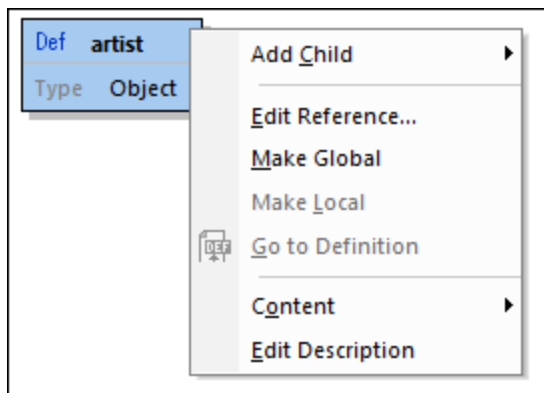 Def artist
Type Object
Add Child
Edit Reference...
Make Global
Make Local
DEF
Go to Definition
Content
Edit Description